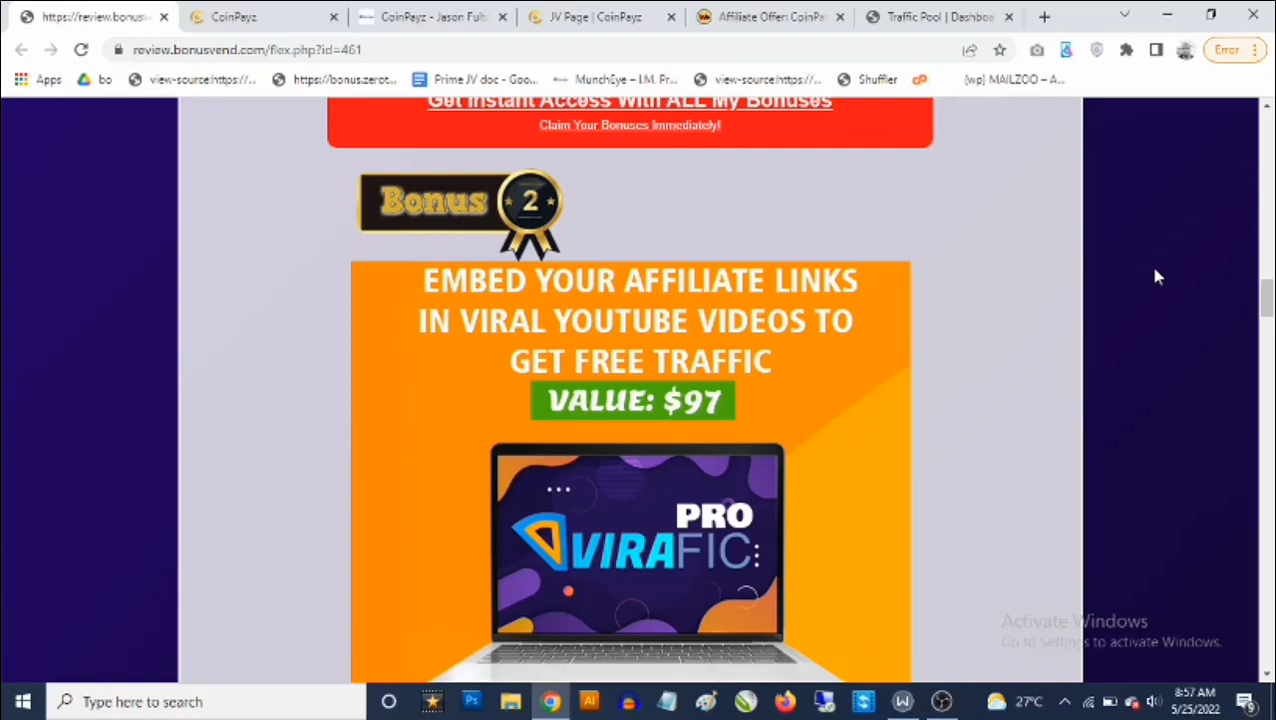 https://review.bonusv
CoinPayz
CoinPayz - Jason Fult
JV Page | CoinPayz
Affiliate Offer: CoinPa
Traffic Pool | Dashboa
review.bonusvend.com/flex.php?id=461
Error
Apps
bo
view-source:https://...
https://bonus.zerot...
Prime JV doc - Goo...
MunchEye – I.M. Pr...
view-source:https://...
Shuffler
(wp) MAILZOO – A...
Get Instant Access With ALL My Bonuses
Claim Your Bonuses Immediately!
Bonus 2
EMBED YOUR AFFILIATE LINKS
IN VIRAL YOUTUBE VIDEOS TO
GET FREE TRAFFIC
VALUE: $97
PRO
VIRAFIC
Activate Windows
Go to Settings to activate Windows.
Type here to search
Ps
Ai
27°C
8:57 AM
5/25/2022
9